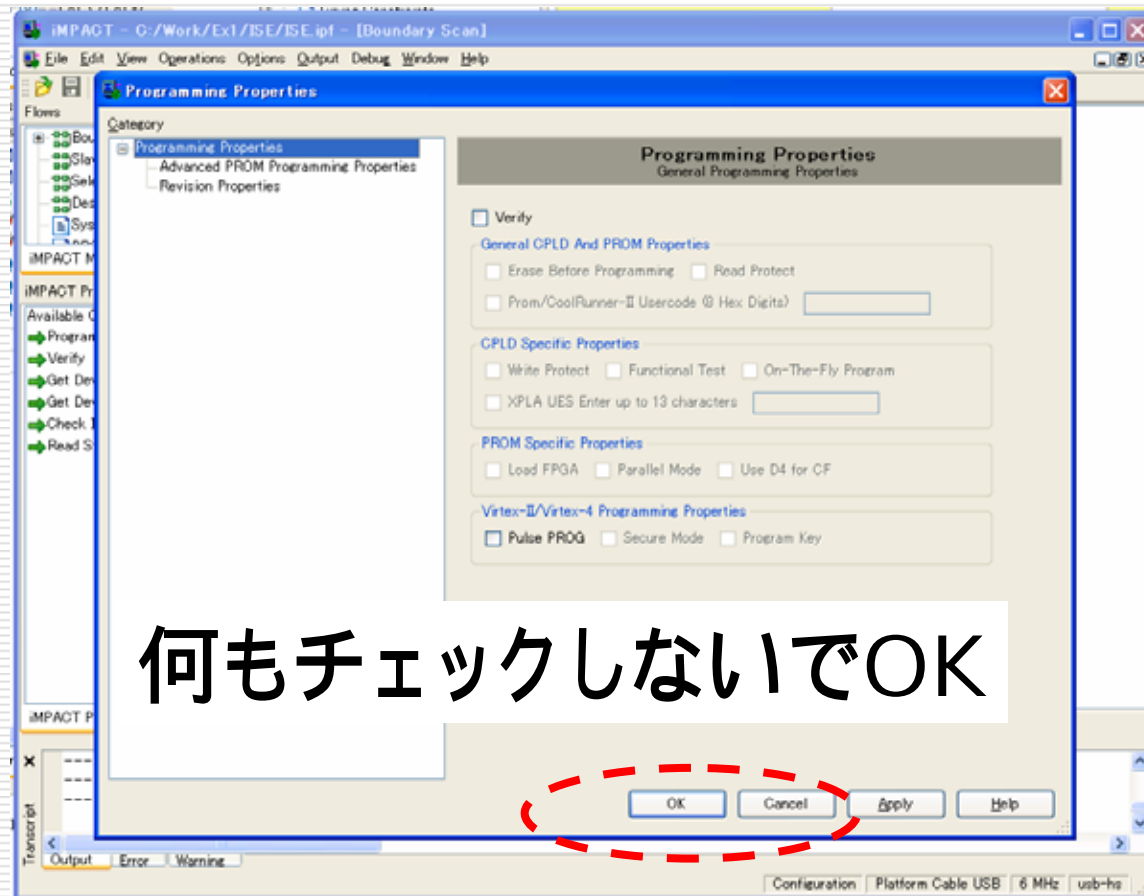 iMPACT - C:/Work/Ex1/ISE/ISE.ipf - [Boundary Scan]
File Edit View Operations Options Output Debug Window Help
Programming Properties
Flows
Category
Programming Properties
Advanced PROM Programming Properties
Revision Properties
iMPACT
iMPACT
Available
Verify
Get
Get
Check
Read
Programming Properties
General Programming Properties
Verify
General CPLD And PROM Properties
Erase Before Programming Read Protect
Prom/CoolRunner-II Usercode (8 Hex Digits)
CPLD Specific Properties
Write Protect Functional Test On-The-Fly Program
XPLA UES Enter up to 13 characters
PROM Specific Properties
Load FPGA Parallel Mode Use D4 for CF
Virtex-II/Virtex-4 Programming Properties
Pulse PROG Secure Mode Program Key
何もチェックしないでOK
iMPACT
OK Cancel Apply Help
Transcript
Output Error Warning
Configuration Platform Cable USB 6 MHz usb-hs